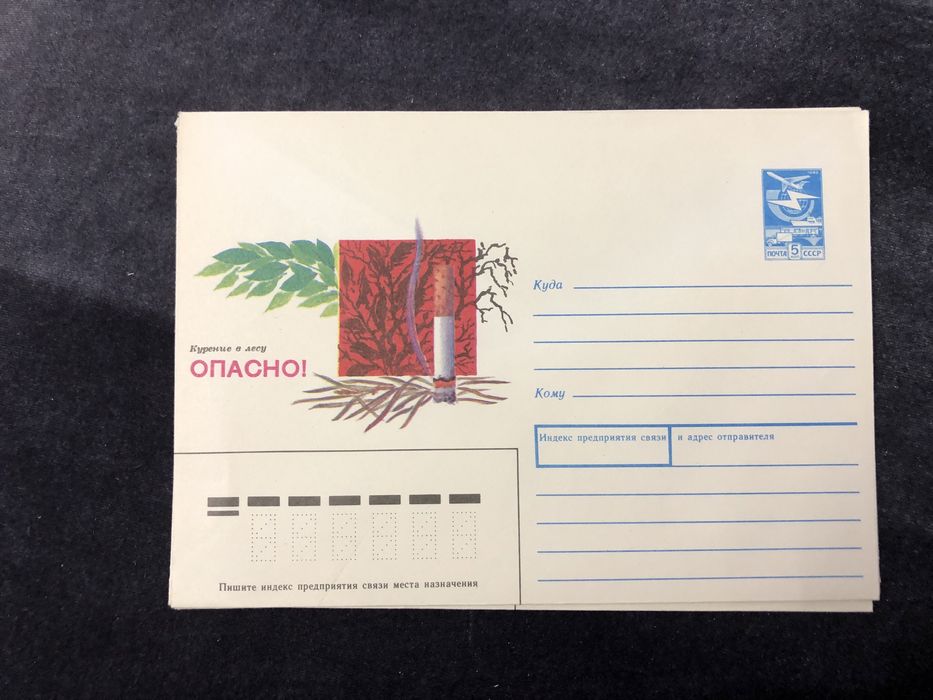 Курение в лесу
ОПАСНО!
ПОЧТА 5 СССР
Куда
Кому
Индекс предприятия связи и адрес отправителя
Пишите индекс предприятия связи места назначения